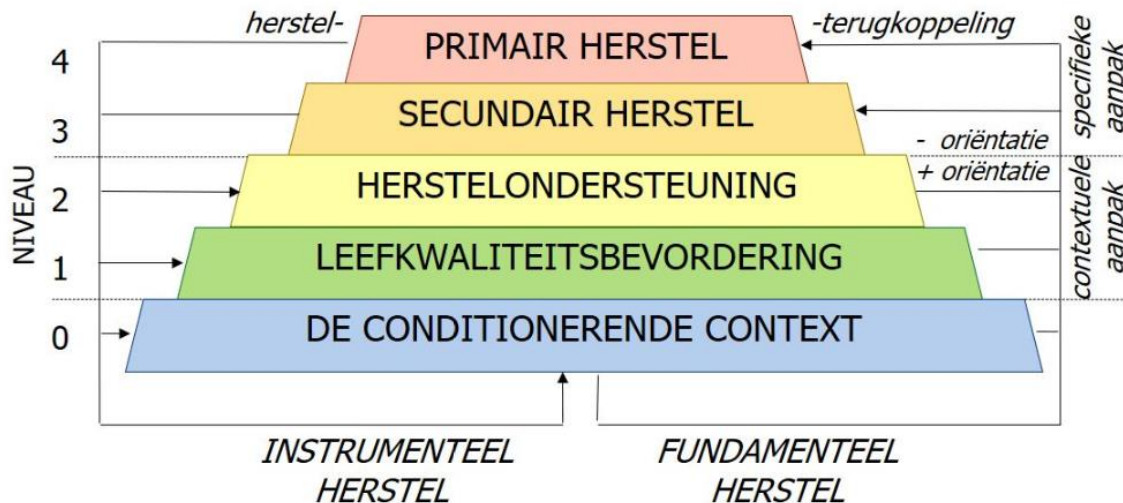 herstel-
PRIMAIR HERSTEL
-terugkoppeling
4
SECUNDAIR HERSTEL
3
specifieke
aanpak
- oriëntatie
+ oriëntatie
HERSTELONDERSTEUNING
2
NIVEAU
LEEFKWALITEITSBEVORDERING
1
contextuele
aanpak
DE CONDITIONERENDE CONTEXT
0
INSTRUMENTEEL
HERSTEL
FUNDAMENTEEL
HERSTEL